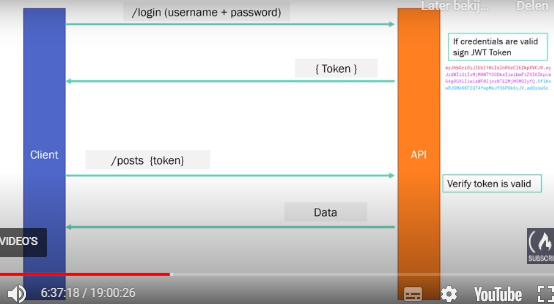 Later bekij...
Delen
/login (username + password)
If credentials are valid
sign JWT Token
{ Token }
Client
API
/posts {token}
Verify token is valid
Data
VIDEO'S
SUBSCRI
6:37:18 / 19:00:26
YouTube